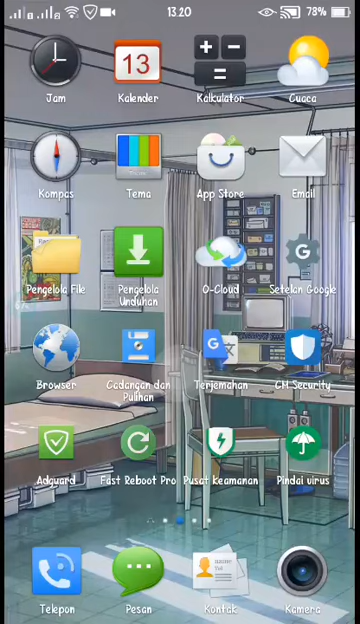 13.20
78%
13
Jam
Kalender
Kalkulator
Cuaca
Kompas
Tema
App Store
Email
Pengelola File
Pengelola
Unduhan
O-Cloud
Setelan Google
Browser
Cadangan dan
Pulihan
Terjemahan
CM Security
Adguard
Fast Reboot Pro
Pusat keamanan
Pindai virus
Telepon
Pesan
Kontak
Kamera